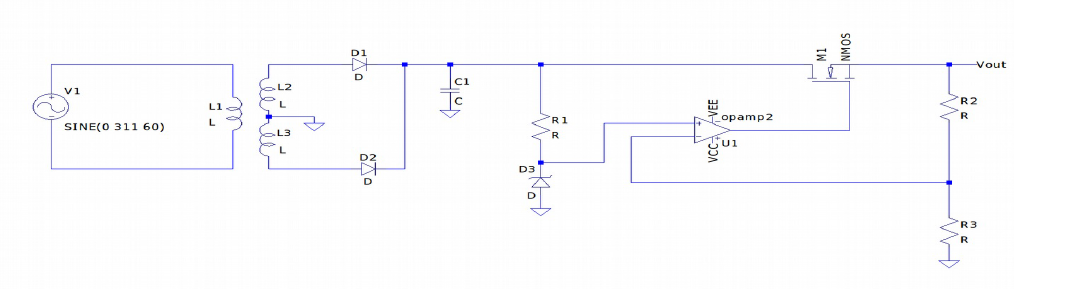 V1
SINE(0 311 60)
L1
L
L2
L
L3
L
D1
D
D2
D
C1
C
R1
R
D3
D
VEE
opamp2
VCC
U1
M1
NMOS
Vout
R2
R
R3
R